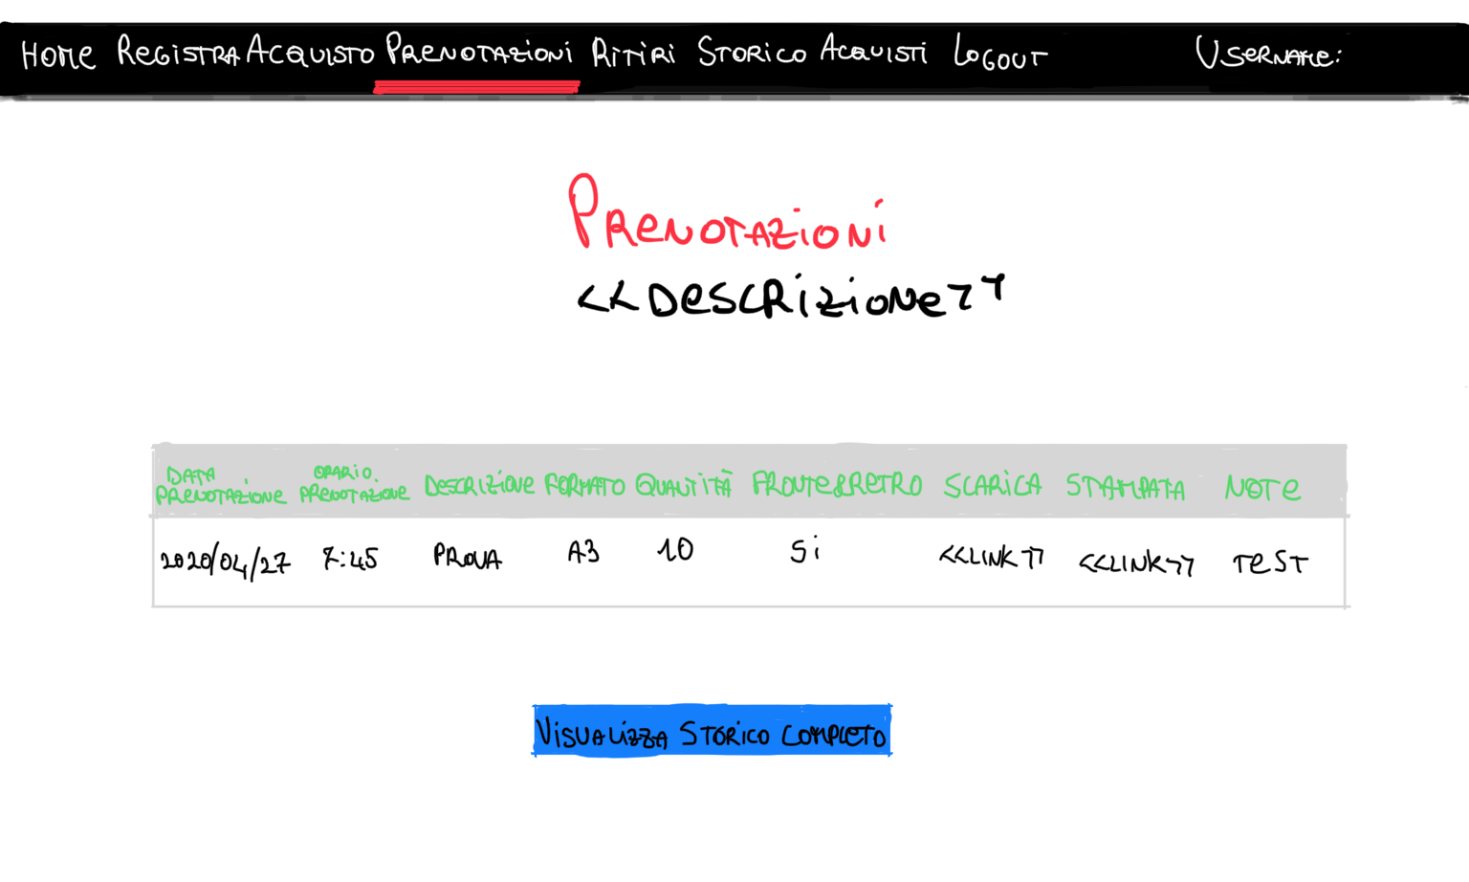 Home Registra Acquisto Prenotazioni Ritiri Storico Acquisti Logout Username:
Prenotazioni
<<Descrizione>>
Data Prenotazione Orario Prenotazione Descrizione Formato Quantità Fronte&Retro Scarica Stampata Note
2020/04/27 7:45 Prova A3 10 Si <<Link>> <<Link>> Test
Visualizza Storico Completo